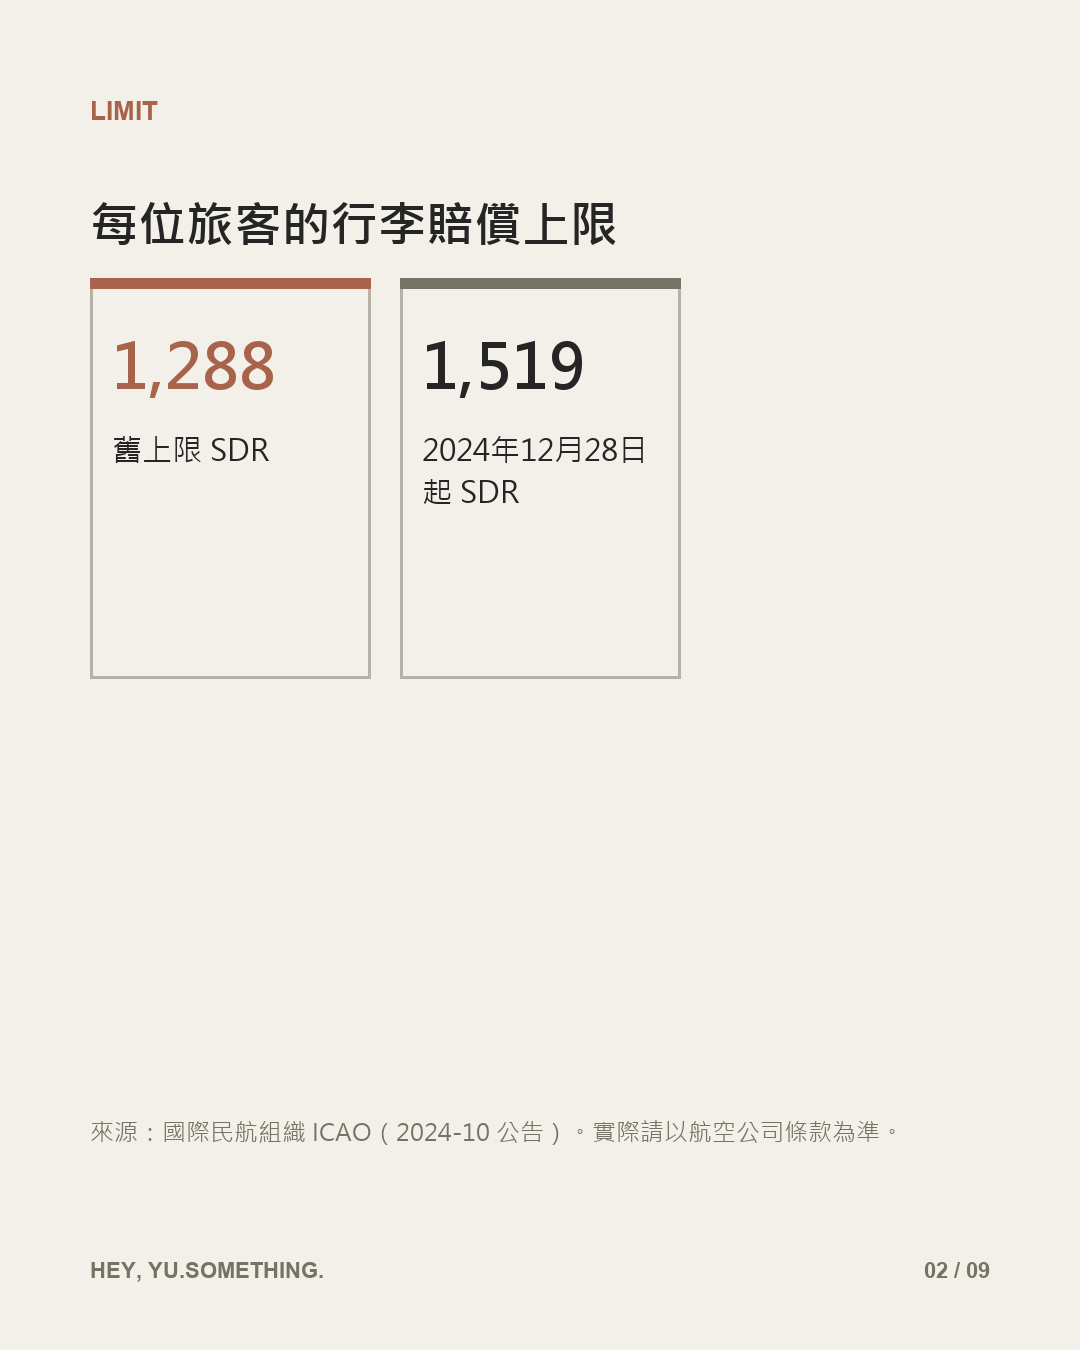 LIMIT
每位旅客的行李賠償上限
1,288
舊上限 SDR
1,519
2024年12月28日
起 SDR
來源：國際民航組織 ICAO（2024-10 公告）。實際請以航空公司條款為準。
HEY, YU.SOMETHING.
02 / 09